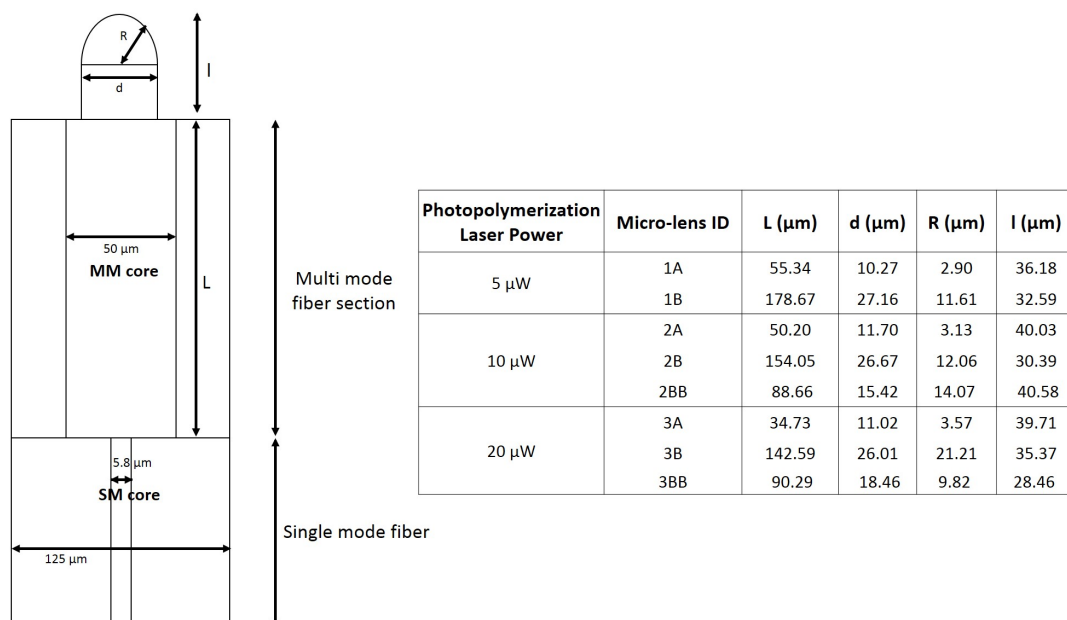 R
l
d
50 µm
MM core
L
Multi mode
fiber section
5.8 µm
SM core
Single mode fiber
125 µm
Photopolymerization Laser Power Micro-lens ID L (µm) d (µm) R (µm) l (µm)
5 µW 1A 55.34 10.27 2.90 36.18
1B 178.67 27.16 11.61 32.59
10 µW 2A 50.20 11.70 3.13 40.03
2B 154.05 26.67 12.06 30.39
2BB 88.66 15.42 14.07 40.58
20 µW 3A 34.73 11.02 3.57 39.71
3B 142.59 26.01 21.21 35.37
3BB 90.29 18.46 9.82 28.46